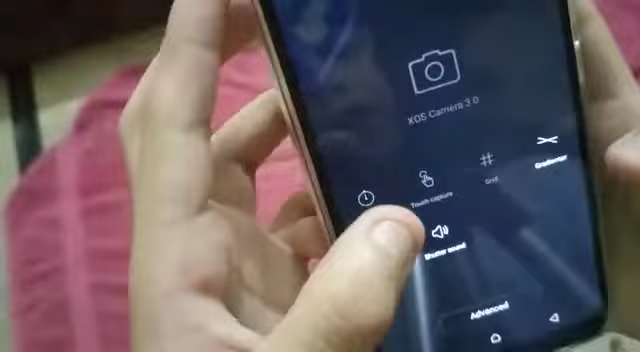 XOS Camera 3.0
Gradienter
Grid
Touch capture
Shutter sound
Advanced